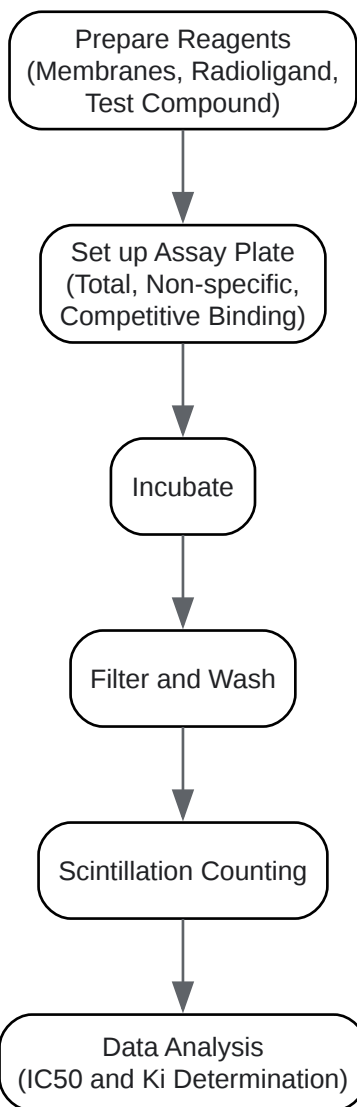 Prepare Reagents
(Membranes, Radioligand,
Test Compound)
Set up Assay Plate
(Total, Non-specific,
Competitive Binding)
Incubate
Filter and Wash
Scintillation Counting
Data Analysis
(IC50 and Ki Determination)